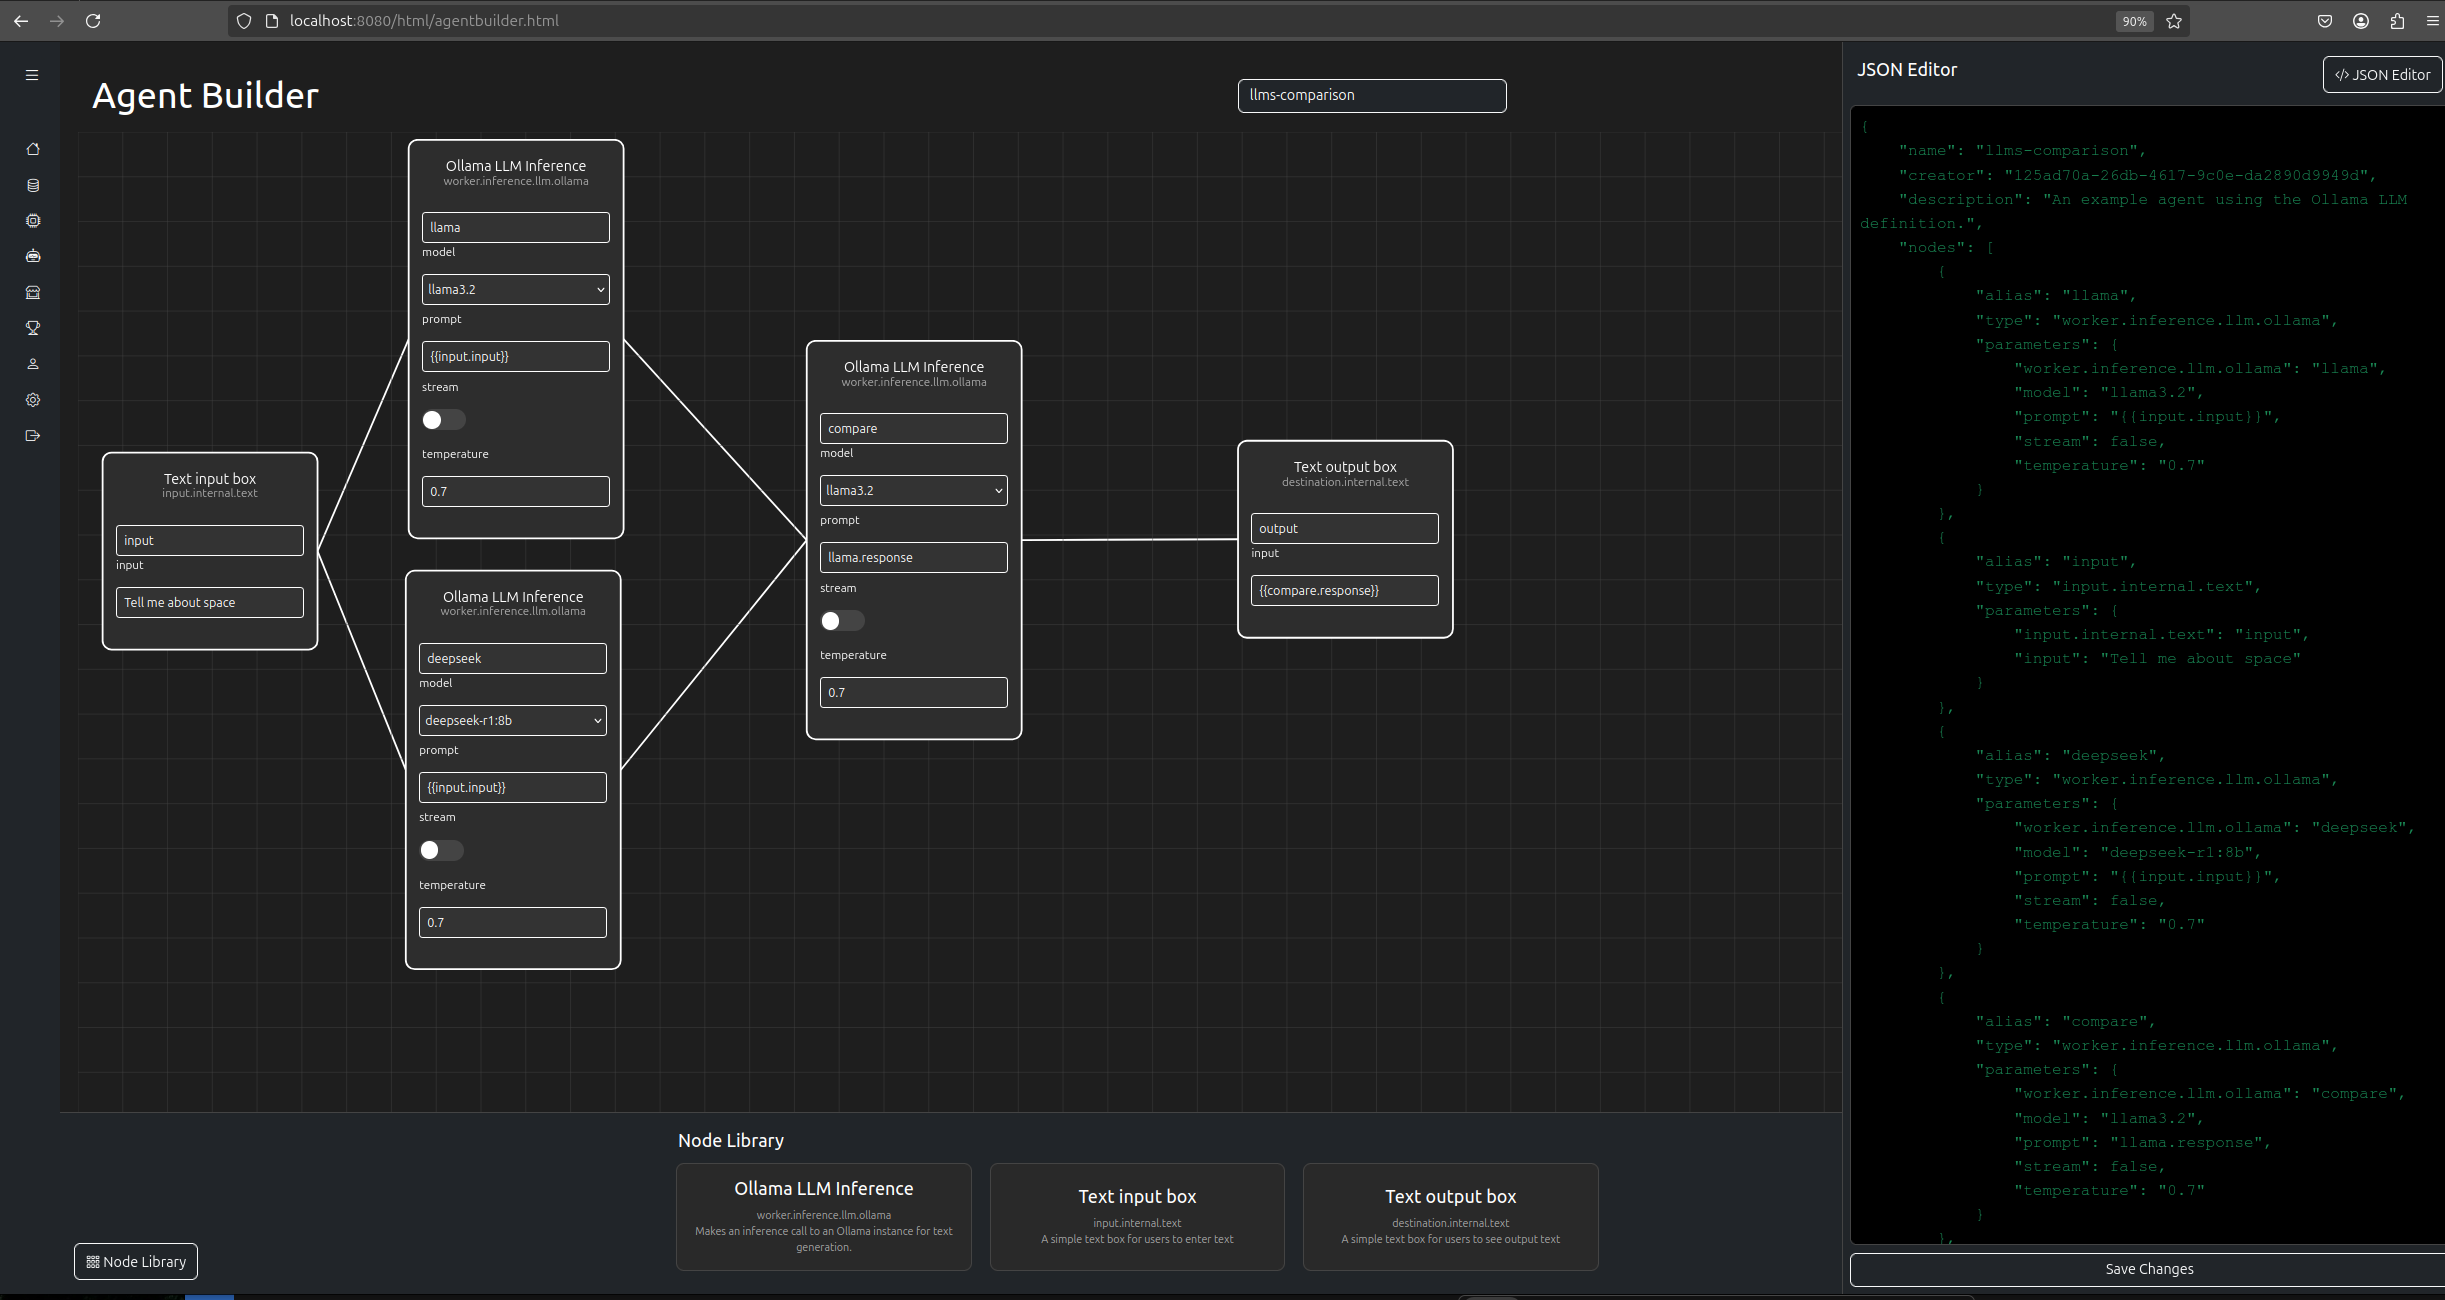 localhost:8080/html/agentbuilder.html
90%
Agent Builder
llms-comparison
Text input box
input.internal.text
input
input
Tell me about space
Ollama LLM Inference
worker.inference.llm.ollama
llama
model
llama3.2
prompt
{{input.input}}
stream
temperature
0.7
Ollama LLM Inference
worker.inference.llm.ollama
deepseek
model
deepseek-r1:8b
prompt
{{input.input}}
stream
temperature
0.7
Ollama LLM Inference
worker.inference.llm.ollama
compare
model
llama3.2
prompt
llama.response
stream
temperature
0.7
Text output box
destination.internal.text
output
input
{{compare.response}}
Node Library
Ollama LLM Inference
worker.inference.llm.ollama
Makes an inference call to an Ollama instance for text
generation.
Text input box
input.internal.text
A simple text box for users to enter text
Text output box
destination.internal.text
A simple text box for users to see output text
Node Library
JSON Editor
</> JSON Editor
{
"name": "llms-comparison",
"creator": "125ad70a-26db-4617-9c0e-da2890d9949d",
"description": "An example agent using the Ollama LLM
definition.",
"nodes": [
{
"alias": "llama",
"type": "worker.inference.llm.ollama",
"parameters": {
"worker.inference.llm.ollama": "llama",
"model": "llama3.2",
"prompt": "{{input.input}}",
"stream": false,
"temperature": "0.7"
}
},
{
"alias": "input",
"type": "input.internal.text",
"parameters": {
"input.internal.text": "input",
"input": "Tell me about space"
}
},
{
"alias": "deepseek",
"type": "worker.inference.llm.ollama",
"parameters": {
"worker.inference.llm.ollama": "deepseek",
"model": "deepseek-r1:8b",
"prompt": "{{input.input}}",
"stream": false,
"temperature": "0.7"
}
},
{
"alias": "compare",
"type": "worker.inference.llm.ollama",
"parameters": {
"worker.inference.llm.ollama": "compare",
"model": "llama3.2",
"prompt": "llama.response",
"stream": false,
"temperature": "0.7"
}
},
Save Changes